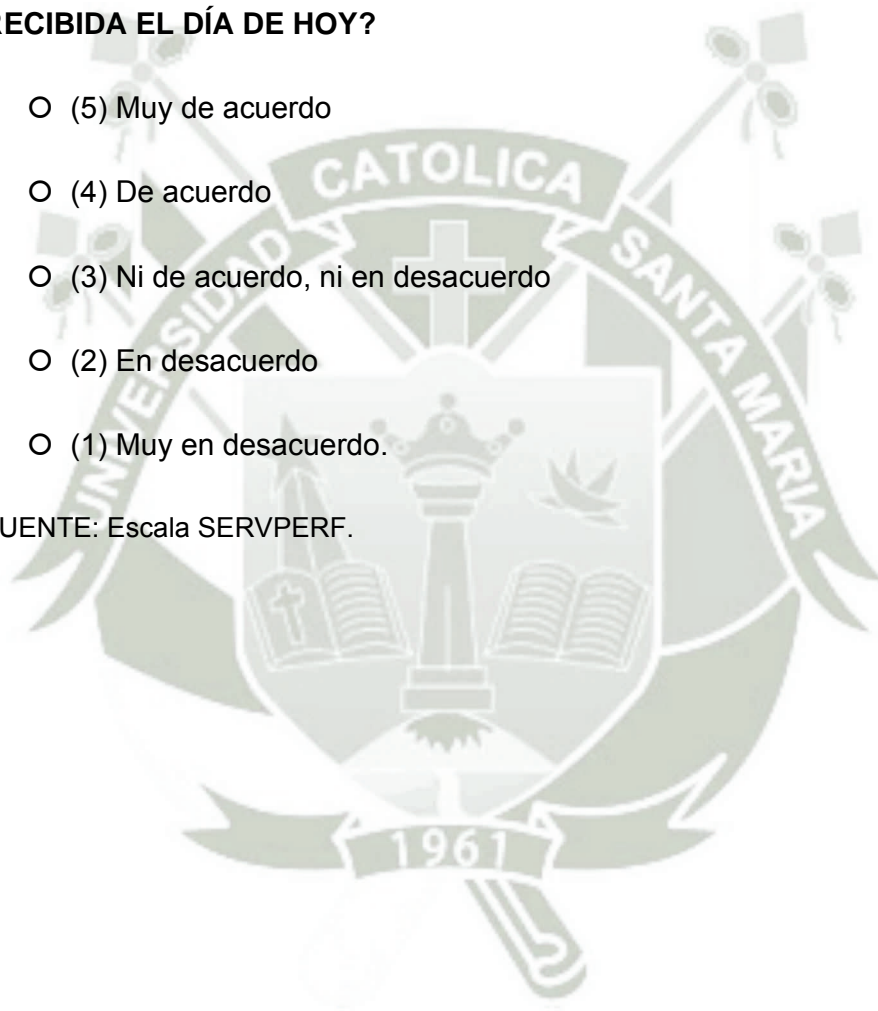 RECIBIDA EL DÍA DE HOY?
O (5) Muy de acuerdo
O (4) De acuerdo
O (3) Ni de acuerdo, ni en desacuerdo
O (2) En desacuerdo
O (1) Muy en desacuerdo.
UENTE: Escala SERVPERF.
UNIVERSIDAD CATOLICA SANTA MARIA
1961